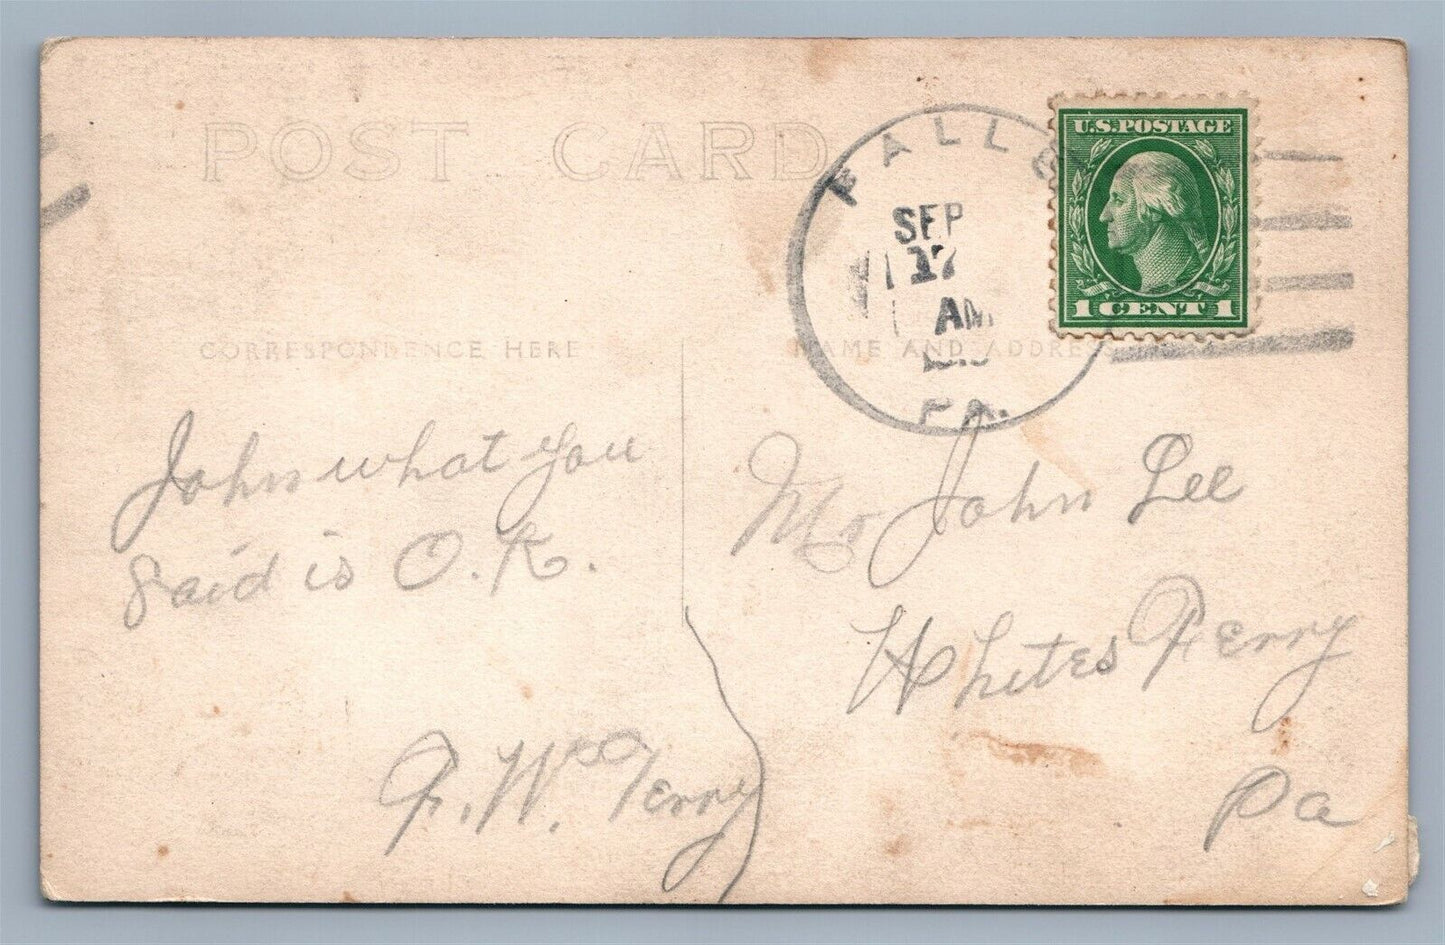 POST CARD
FALLS
SEP
17
AM
PA.
U.S. POSTAGE
1 CENT 1
CORRESPONDENCE HERE
NAME AND ADDRESS
John what you
said is O.K.
F. W. Terry
Mr John Lee
Whites Ferry
Pa